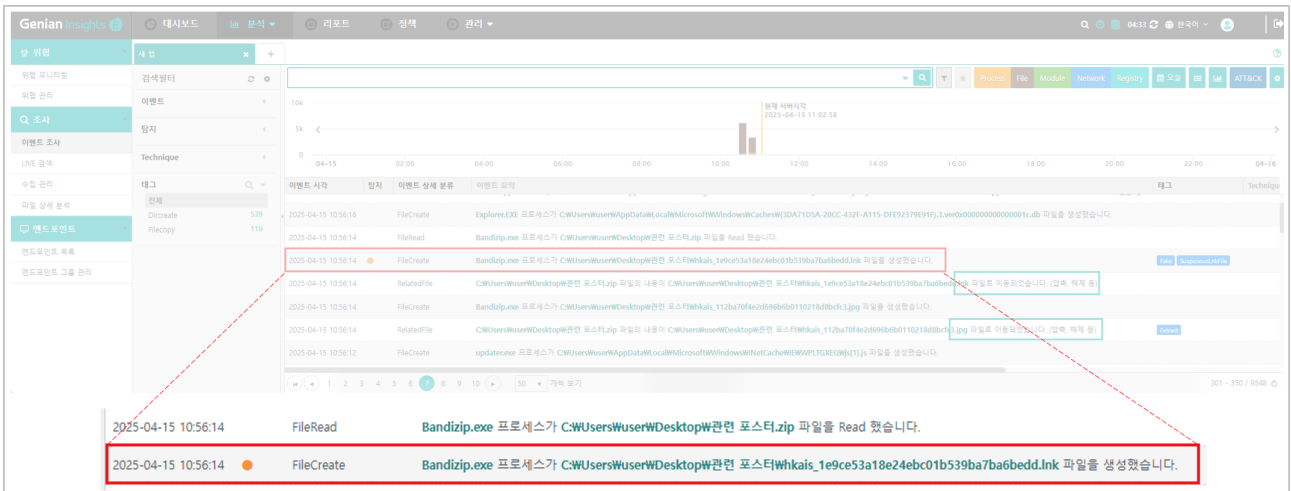 Genian Insights E 대시보드 분석 리포트 정책 관리 04:33 한국어
위협 새 탭
위협 모니터링 검색필터 Process File Module Network Registry 오늘 ATT&CK
위협 관리 이벤트 10k 현재 서버시각
2025-04-15 11:02:58
조사 탐지 5k
이벤트 조사 0
LIVE 검색 Technique 04-15 02:00 04:00 06:00 08:00 10:00 12:00 14:00 16:00 18:00 20:00 22:00 04-16
수집 관리 태그 이벤트 시각 탐지 이벤트 상세 분류 이벤트 요약 태그 Technique
파일 상세 분석 전체
Dircreate 539 2025-04-15 10:56:16 FileCreate Explorer.EXE 프로세스가 C:₩Users₩user₩AppData₩Local₩Microsoft₩Windows₩Caches₩{3DA71D5A-20CC-432F-A115-DFE92379E91F}.3.ver0x000000000000001c.db 파일을 생성했습니다.
엔드포인트 Filecopy 116
2025-04-15 10:56:14 FileRead Bandizip.exe 프로세스가 C:₩Users₩user₩Desktop₩관련 포스터.zip 파일을 Read 했습니다.
엔드포인트 목록
2025-04-15 10:56:14 FileCreate Bandizip.exe 프로세스가 C:₩Users₩user₩Desktop₩관련 포스터₩hkais_1e9ce53a18e24ebc01b539ba7ba6bedd.lnk 파일을 생성했습니다. Fake SuspiciousLnkFile
엔드포인트 그룹 관리
2025-04-15 10:56:14 RelatedFile C:₩Users₩user₩Desktop₩관련 포스터.zip 파일의 내용이 C:₩Users₩user₩Desktop₩관련 포스터₩hkais_1e9ce53a18e24ebc01b539ba7ba6bedd.lnk 파일로 이동되었습니다. (압축, 해제 등)
2025-04-15 10:56:14 FileCreate Bandizip.exe 프로세스가 C:₩Users₩user₩Desktop₩관련 포스터₩hkais_112ba70f4e2d696b6b0110218d8bcfc3.jpg 파일을 생성했습니다.
2025-04-15 10:56:14 RelatedFile C:₩Users₩user₩Desktop₩관련 포스터.zip 파일의 내용이 C:₩Users₩user₩Desktop₩관련 포스터₩hkais_112ba70f4e2d696b6b0110218d8bcfc3.jpg 파일로 이동되었습니다. (압축, 해제 등) Extract
2025-04-15 10:56:12 FileCreate updater.exe 프로세스가 C:₩Users₩user₩AppData₩Local₩Microsoft₩Windows₩INetCache₩IE₩WPLTGXEQ₩js[1].js 파일을 생성했습니다.
1 2 3 4 5 6 7 8 9 10 50 개씩 보기 301 - 350 / 9548
2025-04-15 10:56:14 FileRead Bandizip.exe 프로세스가 C:₩Users₩user₩Desktop₩관련 포스터.zip 파일을 Read 했습니다.
2025-04-15 10:56:14 FileCreate Bandizip.exe 프로세스가 C:₩Users₩user₩Desktop₩관련 포스터₩hkais_1e9ce53a18e24ebc01b539ba7ba6bedd.lnk 파일을 생성했습니다.